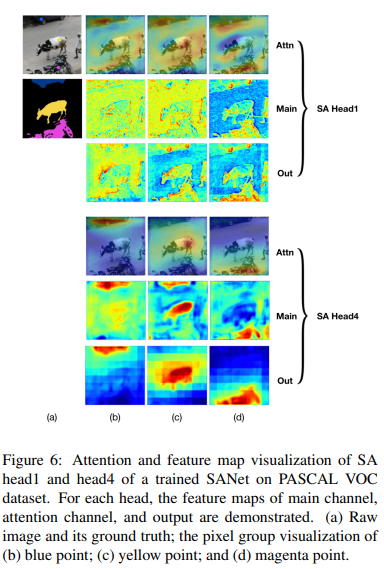 Attn
Main
SA Head1
Out
Attn
Main
SA Head4
Out
(a)
(b)
(c)
(d)
Figure 6: Attention and feature map visualization of SA
head1 and head4 of a trained SANet on PASCAL VOC
dataset. For each head, the feature maps of main channel,
attention channel, and output are demonstrated. (a) Raw
image and its ground truth; the pixel group visualization of
(b) blue point; (c) yellow point; and (d) magenta point.